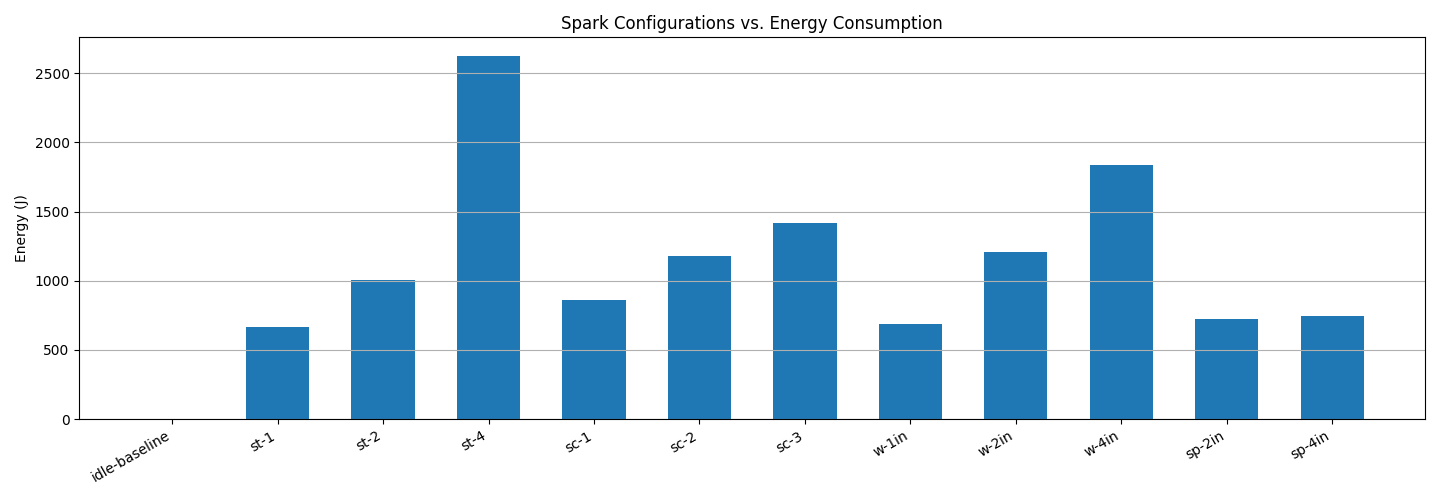 Spark Configurations vs. Energy Consumption
Energy (J)
2500
2000
1500
1000
500
0
idle-baseline
st-1
st-2
st-4
sc-1
sc-2
sc-3
w-1in
w-2in
w-4in
sp-2in
sp-4in